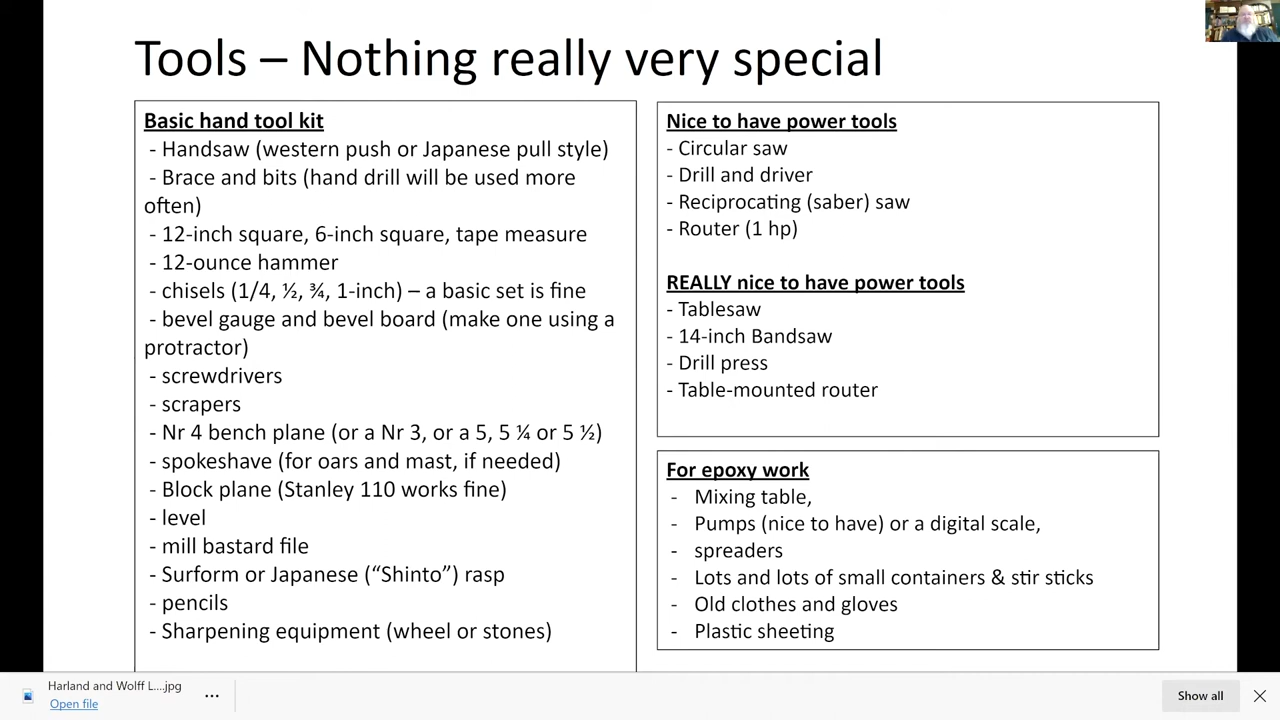 Tools – Nothing really very special
Basic hand tool kit
- Handsaw (western push or Japanese pull style)
- Brace and bits (hand drill will be used more
often)
- 12-inch square, 6-inch square, tape measure
- 12-ounce hammer
- chisels (1/4, ½, ¾, 1-inch) – a basic set is fine
- bevel gauge and bevel board (make one using a
protractor)
- screwdrivers
- scrapers
- Nr 4 bench plane (or a Nr 3, or a 5, 5 ¼ or 5 ½)
- spokeshave (for oars and mast, if needed)
- Block plane (Stanley 110 works fine)
- level
- mill bastard file
- Surform or Japanese (“Shinto”) rasp
- pencils
- Sharpening equipment (wheel or stones)
Nice to have power tools
- Circular saw
- Drill and driver
- Reciprocating (saber) saw
- Router (1 hp)
REALLY nice to have power tools
- Tablesaw
- 14-inch Bandsaw
- Drill press
- Table-mounted router
For epoxy work
- Mixing table,
- Pumps (nice to have) or a digital scale,
- spreaders
- Lots and lots of small containers & stir sticks
- Old clothes and gloves
- Plastic sheeting
Harland and Wolff L....jpg
Open file
Show all